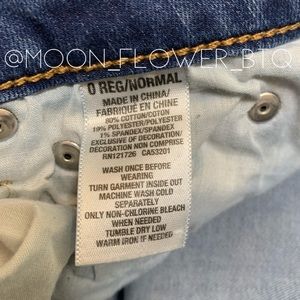 @MOON_FLOWER_BTQ
0 REG/NORMAL
MADE IN CHINA/
FABRIQUÉ EN CHINE
80% COTTON/COTON
19% POLYESTER/POLYESTER
1% SPANDEX/SPANDEX
EXCLUSIVE OF DECORATION/
DECORATION NON COMPRISE
RN121726 CA53201
WASH ONCE BEFORE
WEARING
TURN GARMENT INSIDE OUT
MACHINE WASH COLD
SEPARATELY
ONLY NON-CHLORINE BLEACH
WHEN NEEDED
TUMBLE DRY LOW
WARM IRON IF NEEDED